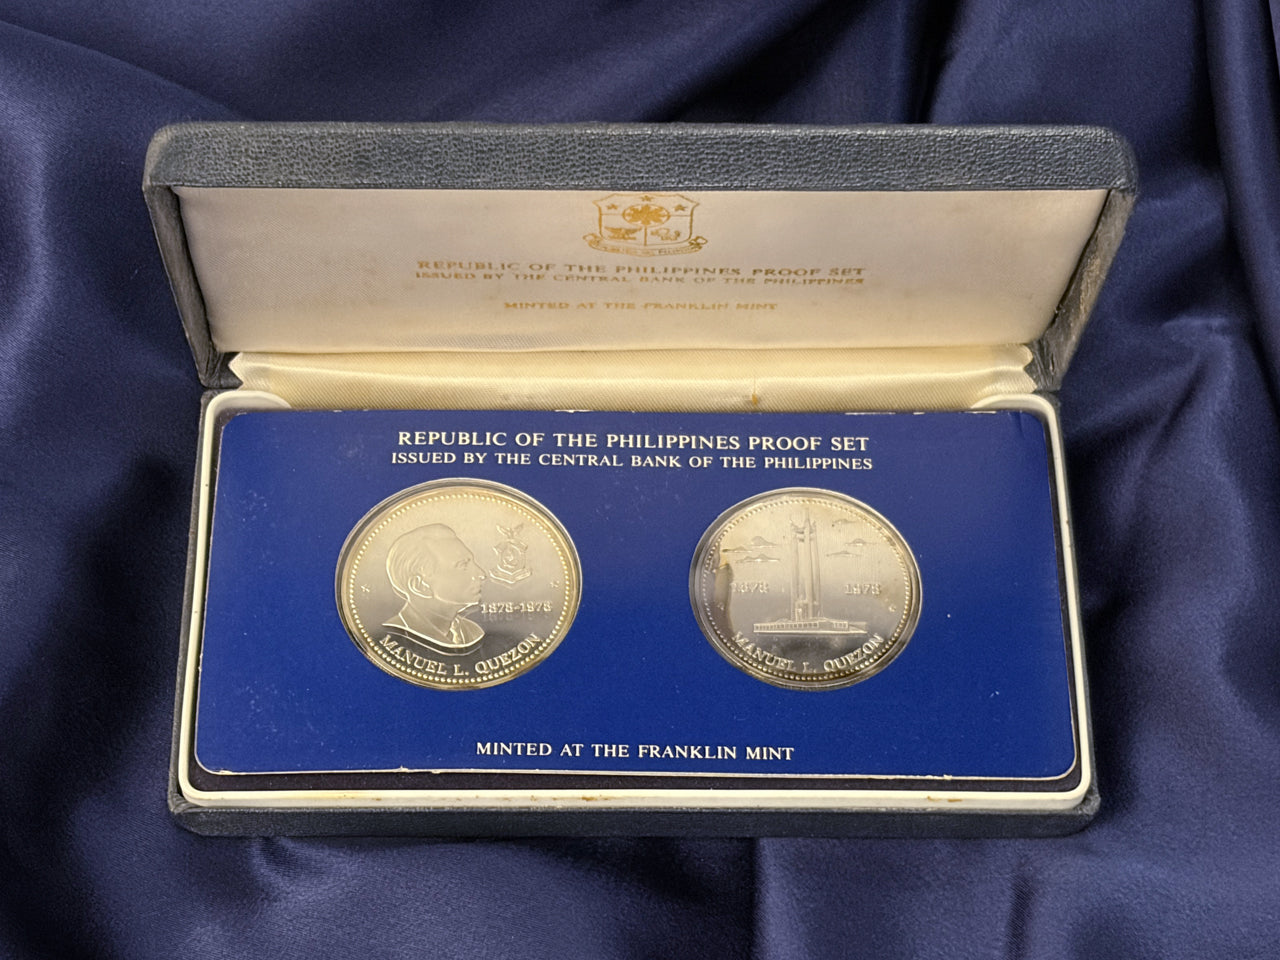 REPUBLIC OF THE PHILIPPINES PROOF SET
ISSUED BY THE CENTRAL BANK OF THE PHILIPPINES
MINTED AT THE FRANKLIN MINT
REPUBLIC OF THE PHILIPPINES PROOF SET
ISSUED BY THE CENTRAL BANK OF THE PHILIPPINES
1878-1978
MANUEL L. QUEZON
1878 1978
MANUEL L. QUEZON
MINTED AT THE FRANKLIN MINT